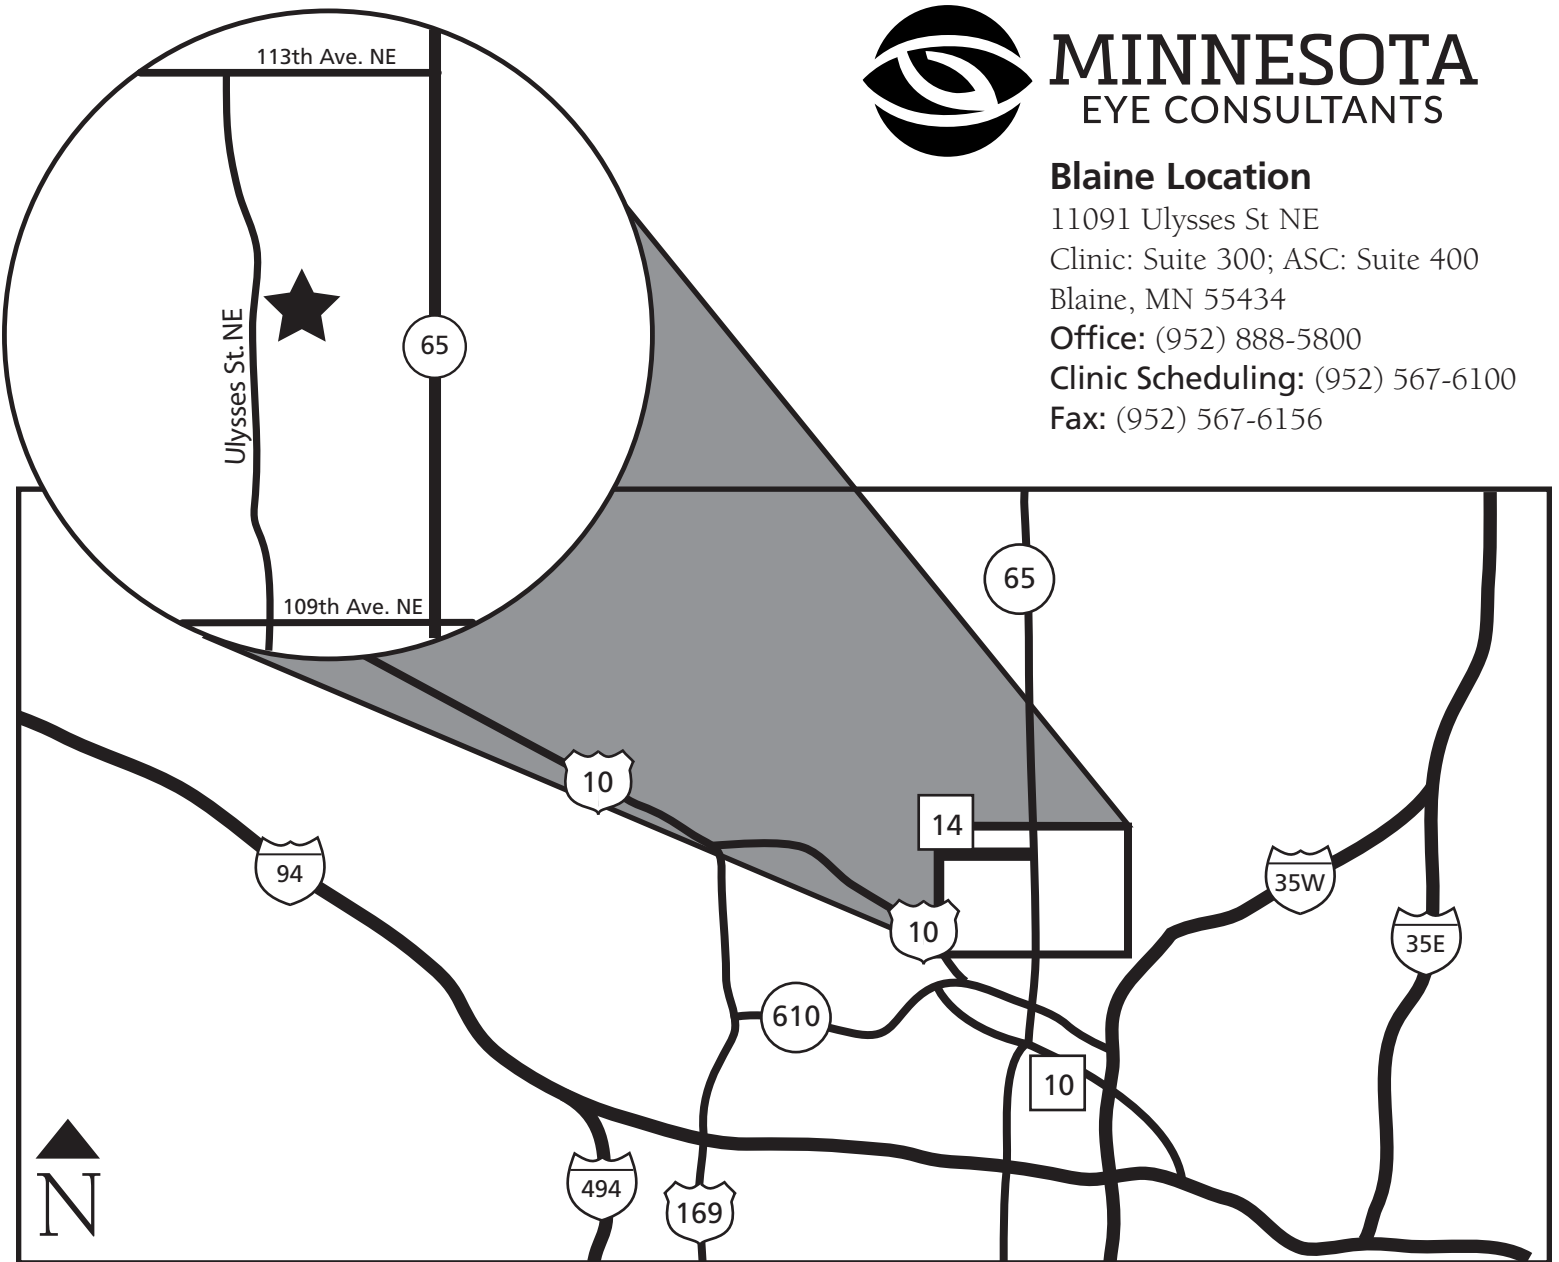 113th Ave. NE
Ulysses St. NE
65
109th Ave. NE
MINNESOTA
EYE CONSULTANTS
Blaine Location
11091 Ulysses St NE
Clinic: Suite 300; ASC: Suite 400
Blaine, MN 55434
Office: (952) 888-5800
Clinic Scheduling: (952) 567-6100
Fax: (952) 567-6156
65
10
14
94
35W
10
35E
610
10
494
169
N